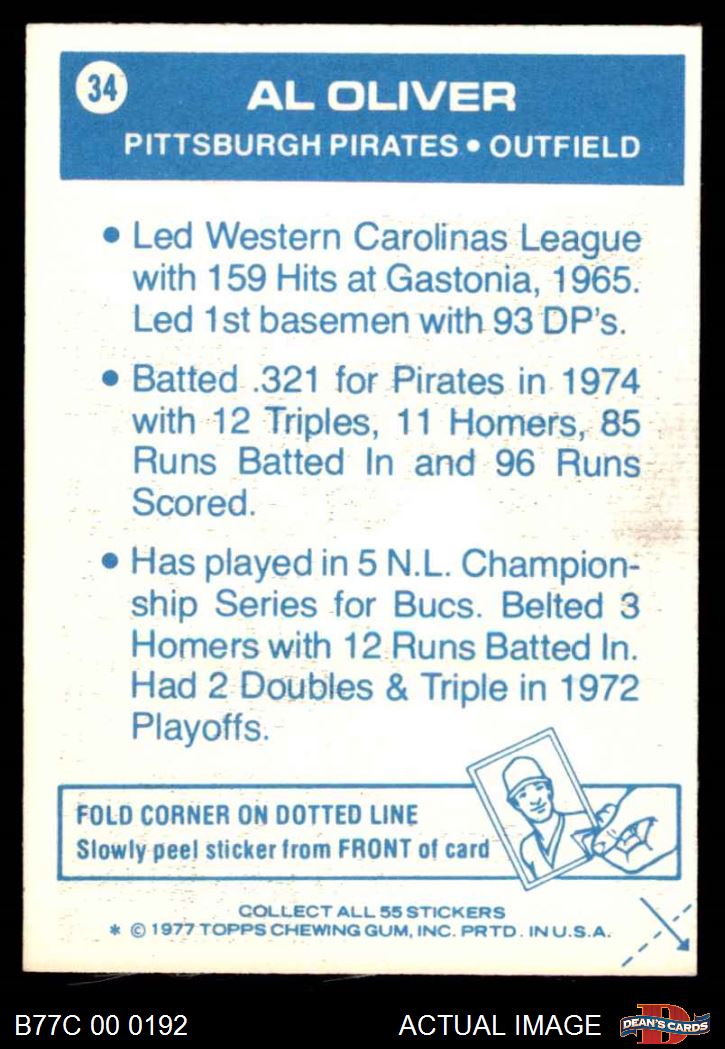 34
AL OLIVER
PITTSBURGH PIRATES • OUTFIELD
• Led Western Carolinas League
with 159 Hits at Gastonia, 1965.
Led 1st basemen with 93 DP's.
• Batted .321 for Pirates in 1974
with 12 Triples, 11 Homers, 85
Runs Batted In and 96 Runs
Scored.
• Has played in 5 N.L. Champion-
ship Series for Bucs. Belted 3
Homers with 12 Runs Batted In.
Had 2 Doubles & Triple in 1972
Playoffs.
FOLD CORNER ON DOTTED LINE
Slowly peel sticker from FRONT of card
COLLECT ALL 55 STICKERS
* © 1977 TOPPS CHEWING GUM, INC. PRTD. IN U.S.A.
B77C 00 0192
ACTUAL IMAGE
D
DEAN'S CARDS